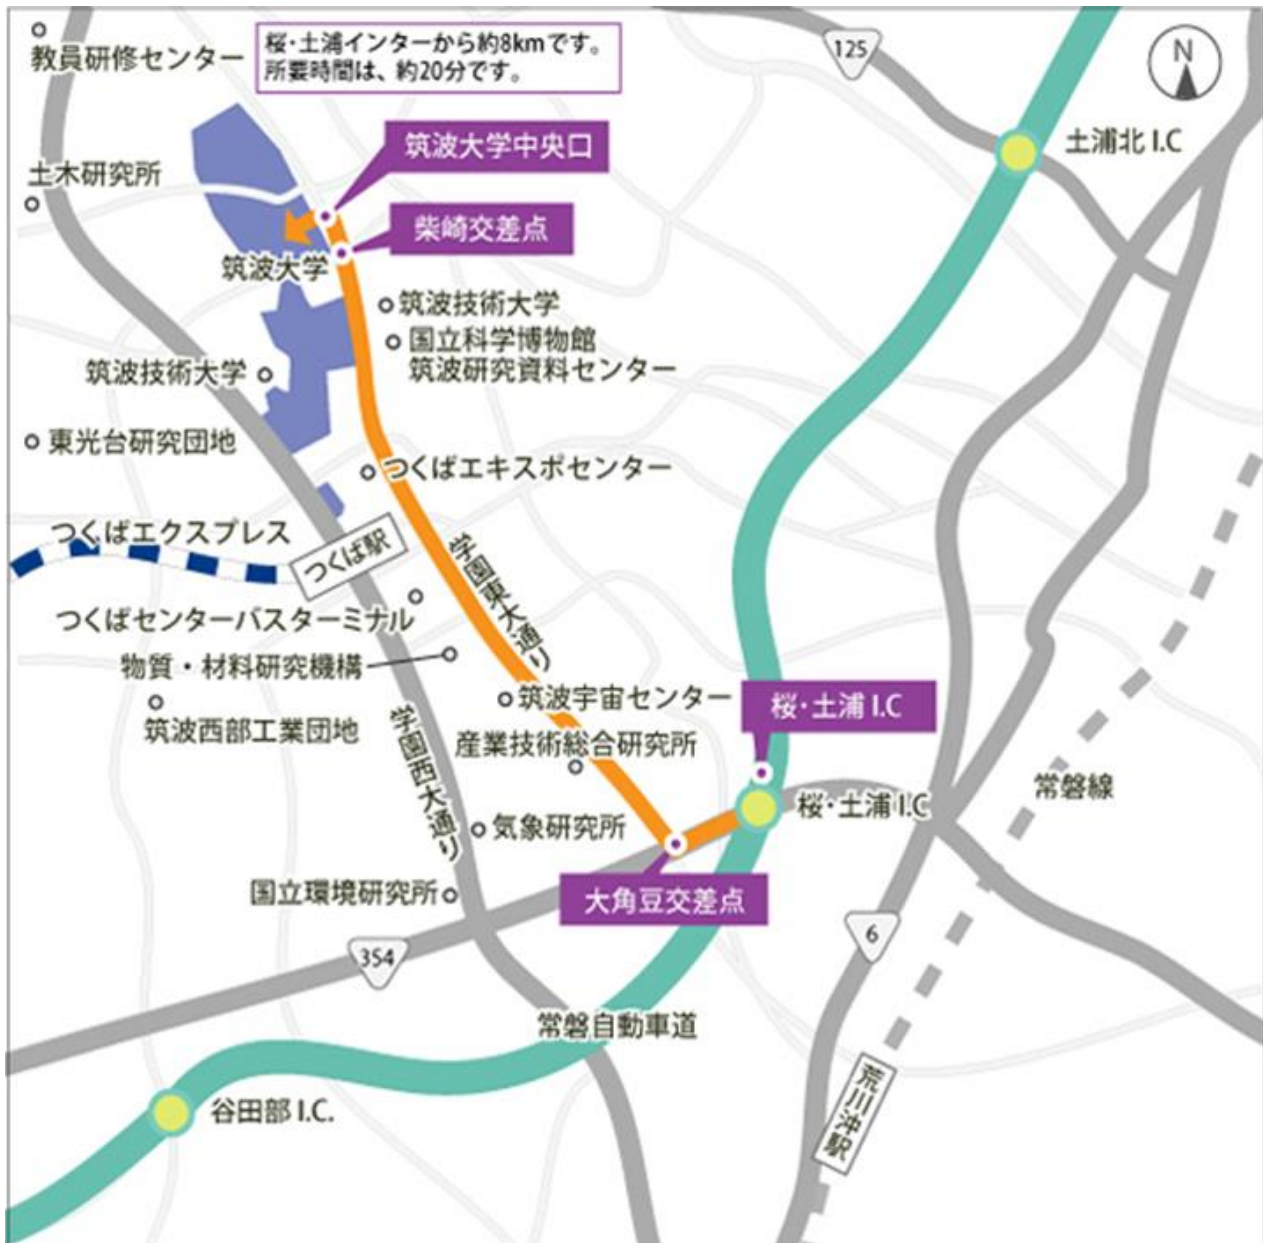 教員研修センター
桜・土浦インターから約8kmです。
所要時間は、約20分です。
125
N
土浦北 I.C
筑波大学中央口
土木研究所
柴崎交差点
筑波大学
筑波技術大学
国立科学博物館
筑波研究資料センター
筑波技術大学
東光台研究団地
つくばエキスポセンター
つくばエクスプレス
つくば駅
学園東大通り
つくばセンターバスターミナル
物質・材料研究機構
筑波宇宙センター
桜・土浦 I.C
筑波西部工業団地
学園西大通り
産業技術総合研究所
常磐線
桜・土浦 I.C
気象研究所
国立環境研究所
大角豆交差点
6
354
常磐自動車道
荒川沖駅
谷田部 I.C.